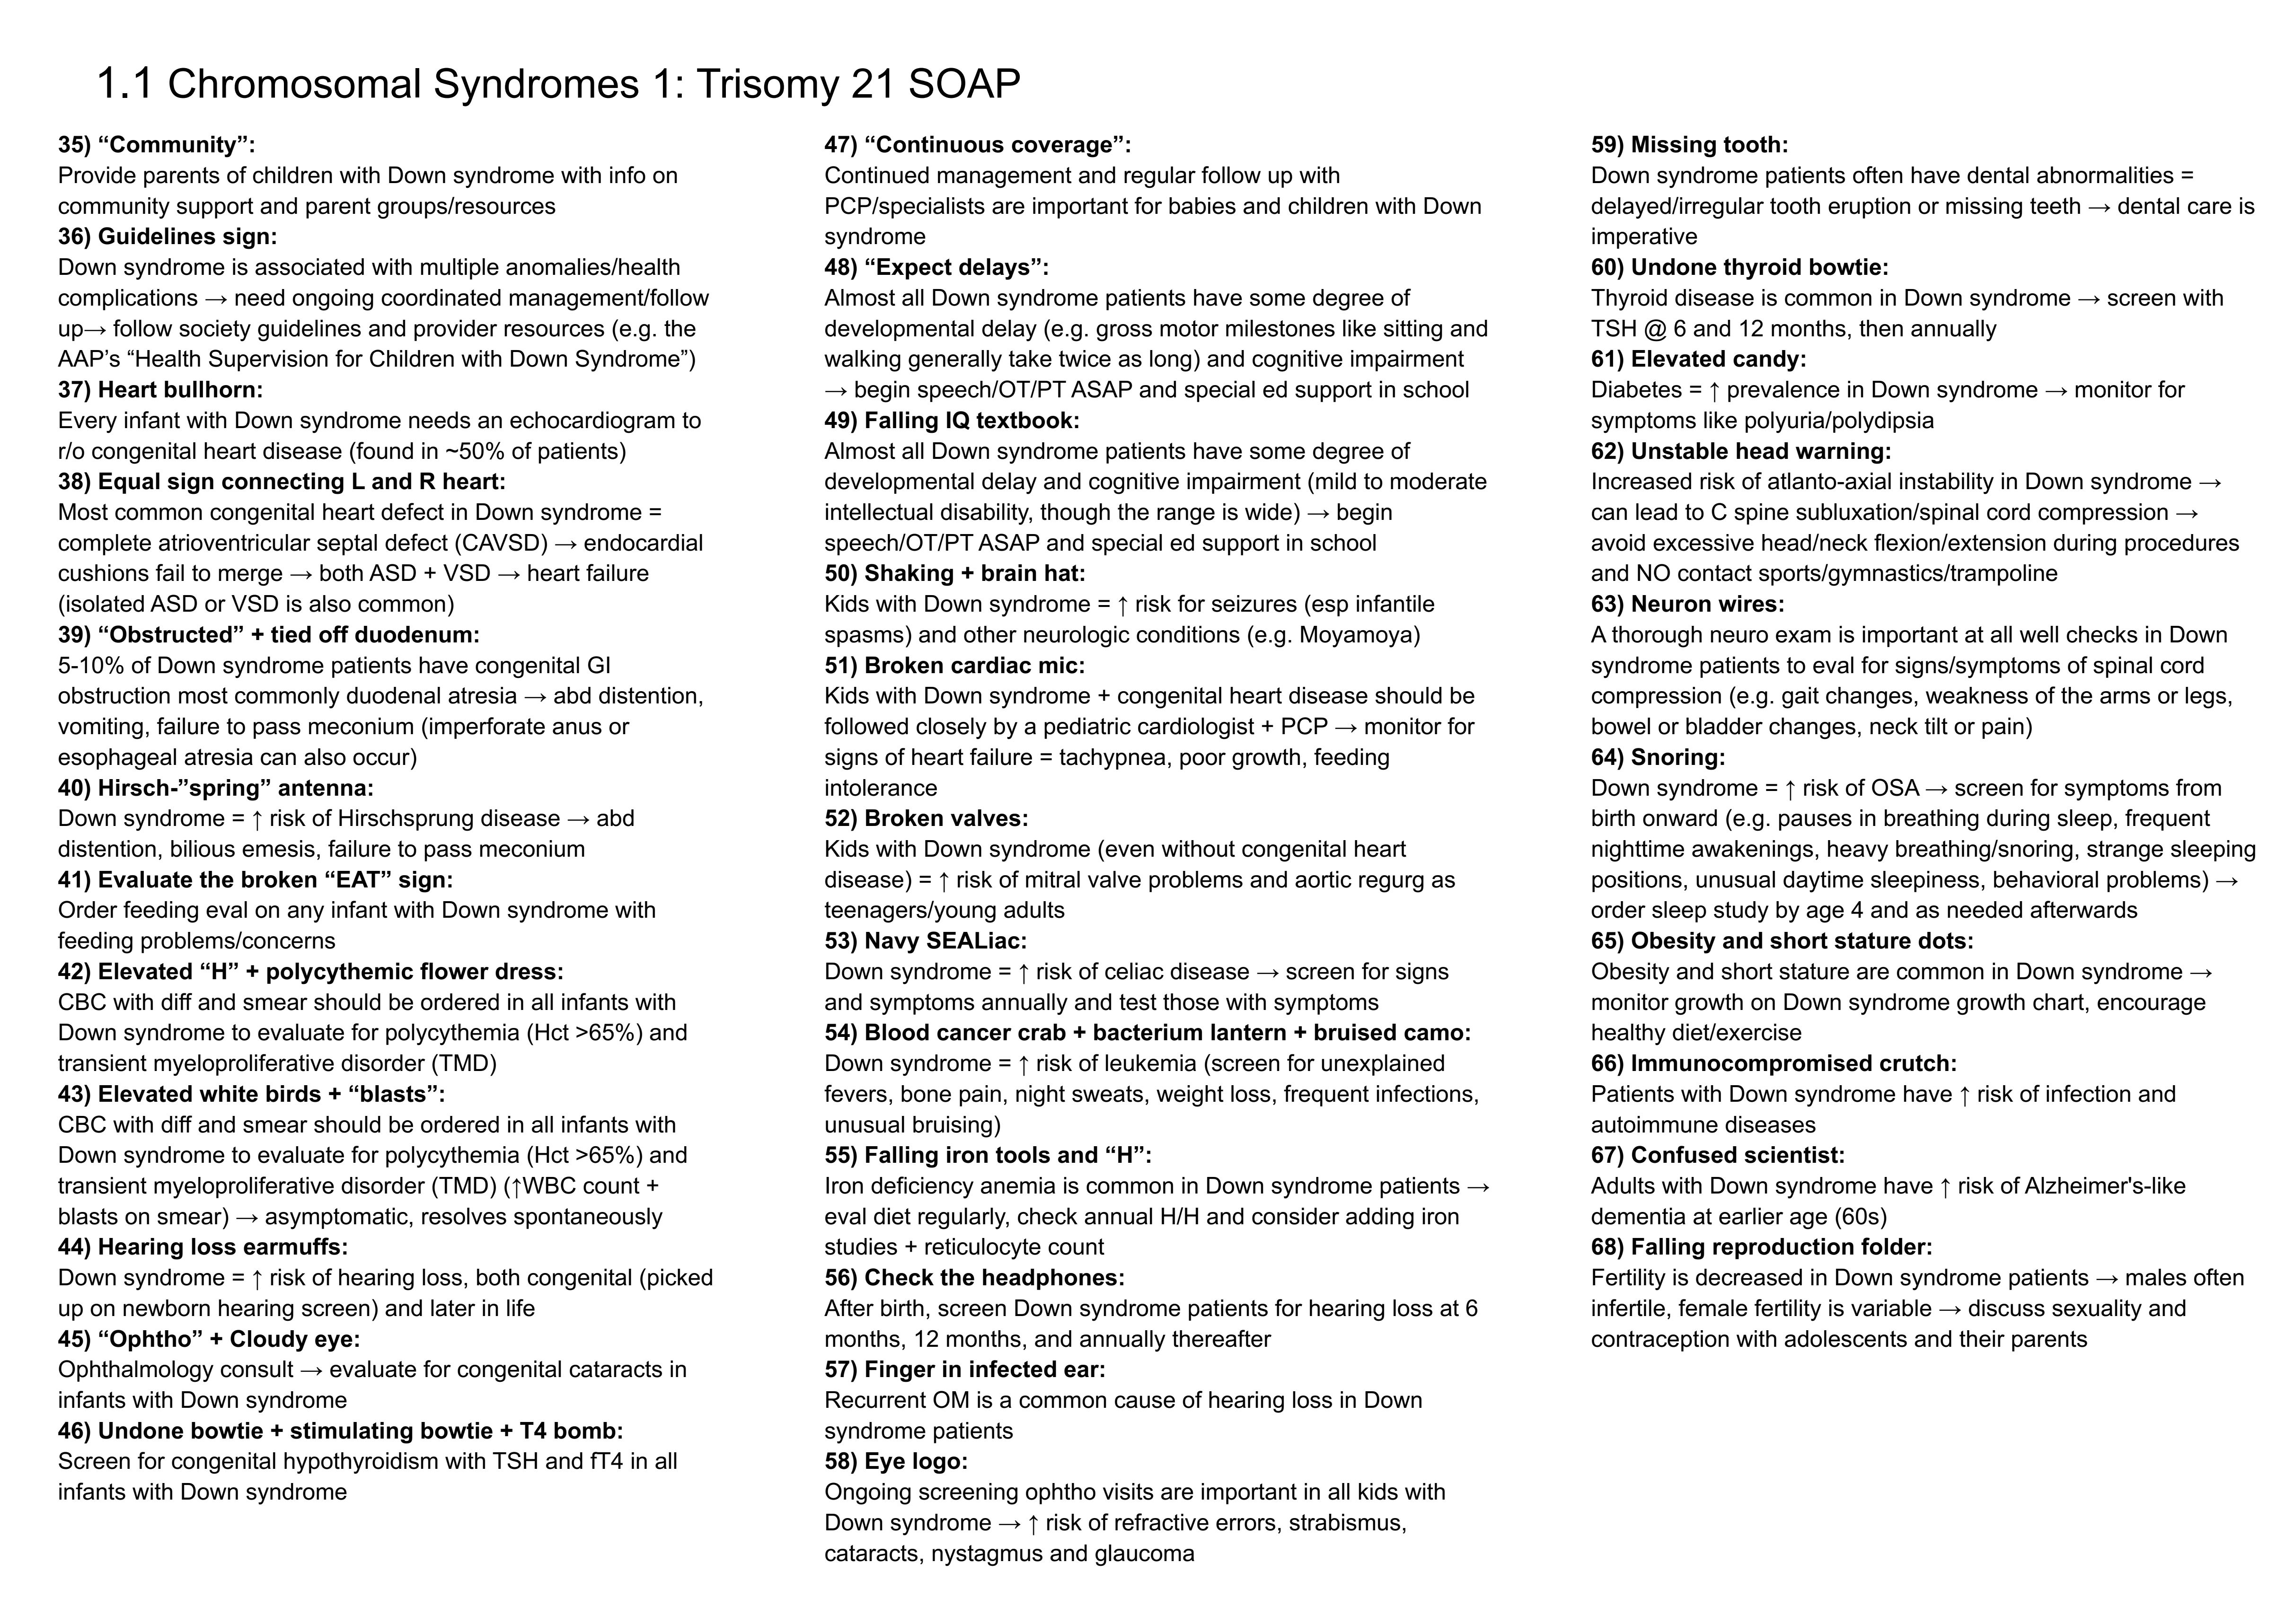 1.1 Chromosomal Syndromes 1: Trisomy 21 SOAP
35) “Community”:
Provide parents of children with Down syndrome with info on
community support and parent groups/resources
36) Guidelines sign:
Down syndrome is associated with multiple anomalies/health
complications → need ongoing coordinated management/follow
up→ follow society guidelines and provider resources (e.g. the
AAP’s “Health Supervision for Children with Down Syndrome”)
37) Heart bullhorn:
Every infant with Down syndrome needs an echocardiogram to
r/o congenital heart disease (found in ~50% of patients)
38) Equal sign connecting L and R heart:
Most common congenital heart defect in Down syndrome =
complete atrioventricular septal defect (CAVSD) → endocardial
cushions fail to merge → both ASD + VSD → heart failure
(isolated ASD or VSD is also common)
39) “Obstructed” + tied off duodenum:
5-10% of Down syndrome patients have congenital GI
obstruction most commonly duodenal atresia → abd distention,
vomiting, failure to pass meconium (imperforate anus or
esophageal atresia can also occur)
40) Hirsch-”spring” antenna:
Down syndrome = ↑ risk of Hirschsprung disease → abd
distention, bilious emesis, failure to pass meconium
41) Evaluate the broken “EAT” sign:
Order feeding eval on any infant with Down syndrome with
feeding problems/concerns
42) Elevated “H” + polycythemic flower dress:
CBC with diff and smear should be ordered in all infants with
Down syndrome to evaluate for polycythemia (Hct >65%) and
transient myeloproliferative disorder (TMD)
43) Elevated white birds + “blasts”:
CBC with diff and smear should be ordered in all infants with
Down syndrome to evaluate for polycythemia (Hct >65%) and
transient myeloproliferative disorder (TMD) (↑WBC count +
blasts on smear) → asymptomatic, resolves spontaneously
44) Hearing loss earmuffs:
Down syndrome = ↑ risk of hearing loss, both congenital (picked
up on newborn hearing screen) and later in life
45) “Ophtho” + Cloudy eye:
Ophthalmology consult → evaluate for congenital cataracts in
infants with Down syndrome
46) Undone bowtie + stimulating bowtie + T4 bomb:
Screen for congenital hypothyroidism with TSH and fT4 in all
infants with Down syndrome
47) “Continuous coverage”:
Continued management and regular follow up with
PCP/specialists are important for babies and children with Down
syndrome
48) “Expect delays”:
Almost all Down syndrome patients have some degree of
developmental delay (e.g. gross motor milestones like sitting and
walking generally take twice as long) and cognitive impairment
→ begin speech/OT/PT ASAP and special ed support in school
49) Falling IQ textbook:
Almost all Down syndrome patients have some degree of
developmental delay and cognitive impairment (mild to moderate
intellectual disability, though the range is wide) → begin
speech/OT/PT ASAP and special ed support in school
50) Shaking + brain hat:
Kids with Down syndrome = ↑ risk for seizures (esp infantile
spasms) and other neurologic conditions (e.g. Moyamoya)
51) Broken cardiac mic:
Kids with Down syndrome + congenital heart disease should be
followed closely by a pediatric cardiologist + PCP → monitor for
signs of heart failure = tachypnea, poor growth, feeding
intolerance
52) Broken valves:
Kids with Down syndrome (even without congenital heart
disease) = ↑ risk of mitral valve problems and aortic regurg as
teenagers/young adults
53) Navy SEALiac:
Down syndrome = ↑ risk of celiac disease → screen for signs
and symptoms annually and test those with symptoms
54) Blood cancer crab + bacterium lantern + bruised camo:
Down syndrome = ↑ risk of leukemia (screen for unexplained
fevers, bone pain, night sweats, weight loss, frequent infections,
unusual bruising)
55) Falling iron tools and “H”:
Iron deficiency anemia is common in Down syndrome patients →
eval diet regularly, check annual H/H and consider adding iron
studies + reticulocyte count
56) Check the headphones:
After birth, screen Down syndrome patients for hearing loss at 6
months, 12 months, and annually thereafter
57) Finger in infected ear:
Recurrent OM is a common cause of hearing loss in Down
syndrome patients
58) Eye logo:
Ongoing screening ophtho visits are important in all kids with
Down syndrome → ↑ risk of refractive errors, strabismus,
cataracts, nystagmus and glaucoma
59) Missing tooth:
Down syndrome patients often have dental abnormalities =
delayed/irregular tooth eruption or missing teeth → dental care is
imperative
60) Undone thyroid bowtie:
Thyroid disease is common in Down syndrome → screen with
TSH @ 6 and 12 months, then annually
61) Elevated candy:
Diabetes = ↑ prevalence in Down syndrome → monitor for
symptoms like polyuria/polydipsia
62) Unstable head warning:
Increased risk of atlanto-axial instability in Down syndrome →
can lead to C spine subluxation/spinal cord compression →
avoid excessive head/neck flexion/extension during procedures
and NO contact sports/gymnastics/trampoline
63) Neuron wires:
A thorough neuro exam is important at all well checks in Down
syndrome patients to eval for signs/symptoms of spinal cord
compression (e.g. gait changes, weakness of the arms or legs,
bowel or bladder changes, neck tilt or pain)
64) Snoring:
Down syndrome = ↑ risk of OSA → screen for symptoms from
birth onward (e.g. pauses in breathing during sleep, frequent
nighttime awakenings, heavy breathing/snoring, strange sleeping
positions, unusual daytime sleepiness, behavioral problems) →
order sleep study by age 4 and as needed afterwards
65) Obesity and short stature dots:
Obesity and short stature are common in Down syndrome →
monitor growth on Down syndrome growth chart, encourage
healthy diet/exercise
66) Immunocompromised crutch:
Patients with Down syndrome have ↑ risk of infection and
autoimmune diseases
67) Confused scientist:
Adults with Down syndrome have ↑ risk of Alzheimer's-like
dementia at earlier age (60s)
68) Falling reproduction folder:
Fertility is decreased in Down syndrome patients → males often
infertile, female fertility is variable → discuss sexuality and
contraception with adolescents and their parents